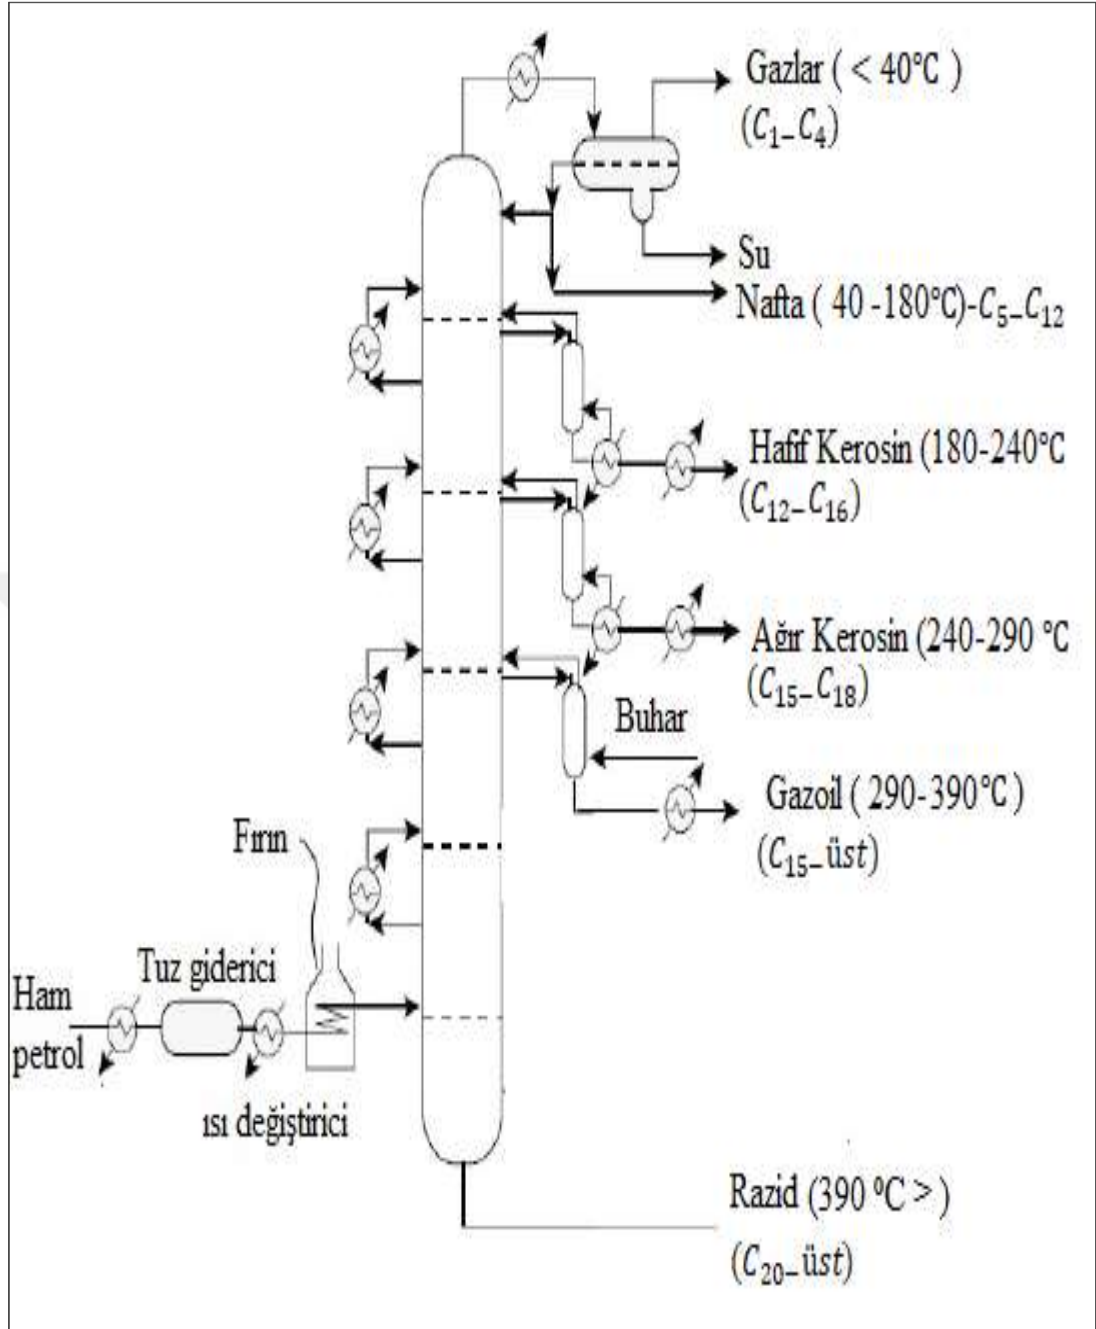 Gazlar ( < 40°C )
(C₁₋C₄)
Su
Nafta ( 40 -180°C)-C₅₋C₁₂
Hafif Kerosin (180-240°C
(C₁₂₋C₁₆)
Ağır Kerosin (240-290 °C
(C₁₅₋C₁₈)
Buhar
Gazoil ( 290-390°C )
(C₁₅₋üst)
Fırın
Tuz giderici
Ham
petrol
ısı değiştirici
Razid (390 ⁰C > )
(C₂₀₋üst)